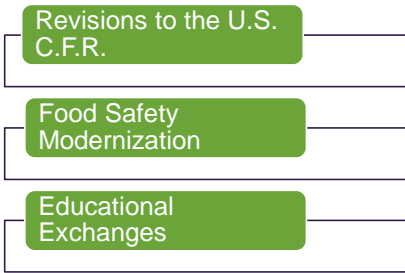 Revisions to the U.S.
C.F.R.
Food Safety
Modernization
Educational
Exchanges